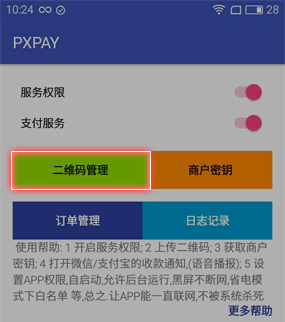 10:24 28
PXPAY
服务权限
支付服务
二维码管理 商户密钥
订单管理 日志记录
使用帮助: 1 开启服务权限; 2 上传二维码; 3 获取商户
密钥; 4 打开微信/支付宝的收款通知,(语音播报); 5 设
置APP权限,自启动,允许后台运行,黑屏不断网,省电模
式下白名单 等,总之.让APP能一直联网,不被系统杀死
更多帮助